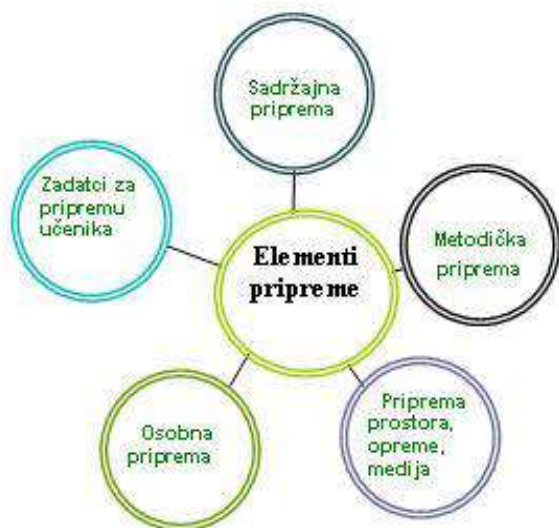 Sadržajna
priprema
Zadatci za
pripremu
učenika
Elementi
pripreme
Metodička
priprema
Osobna
priprema
Priprema
prostora,
opreme,
medija